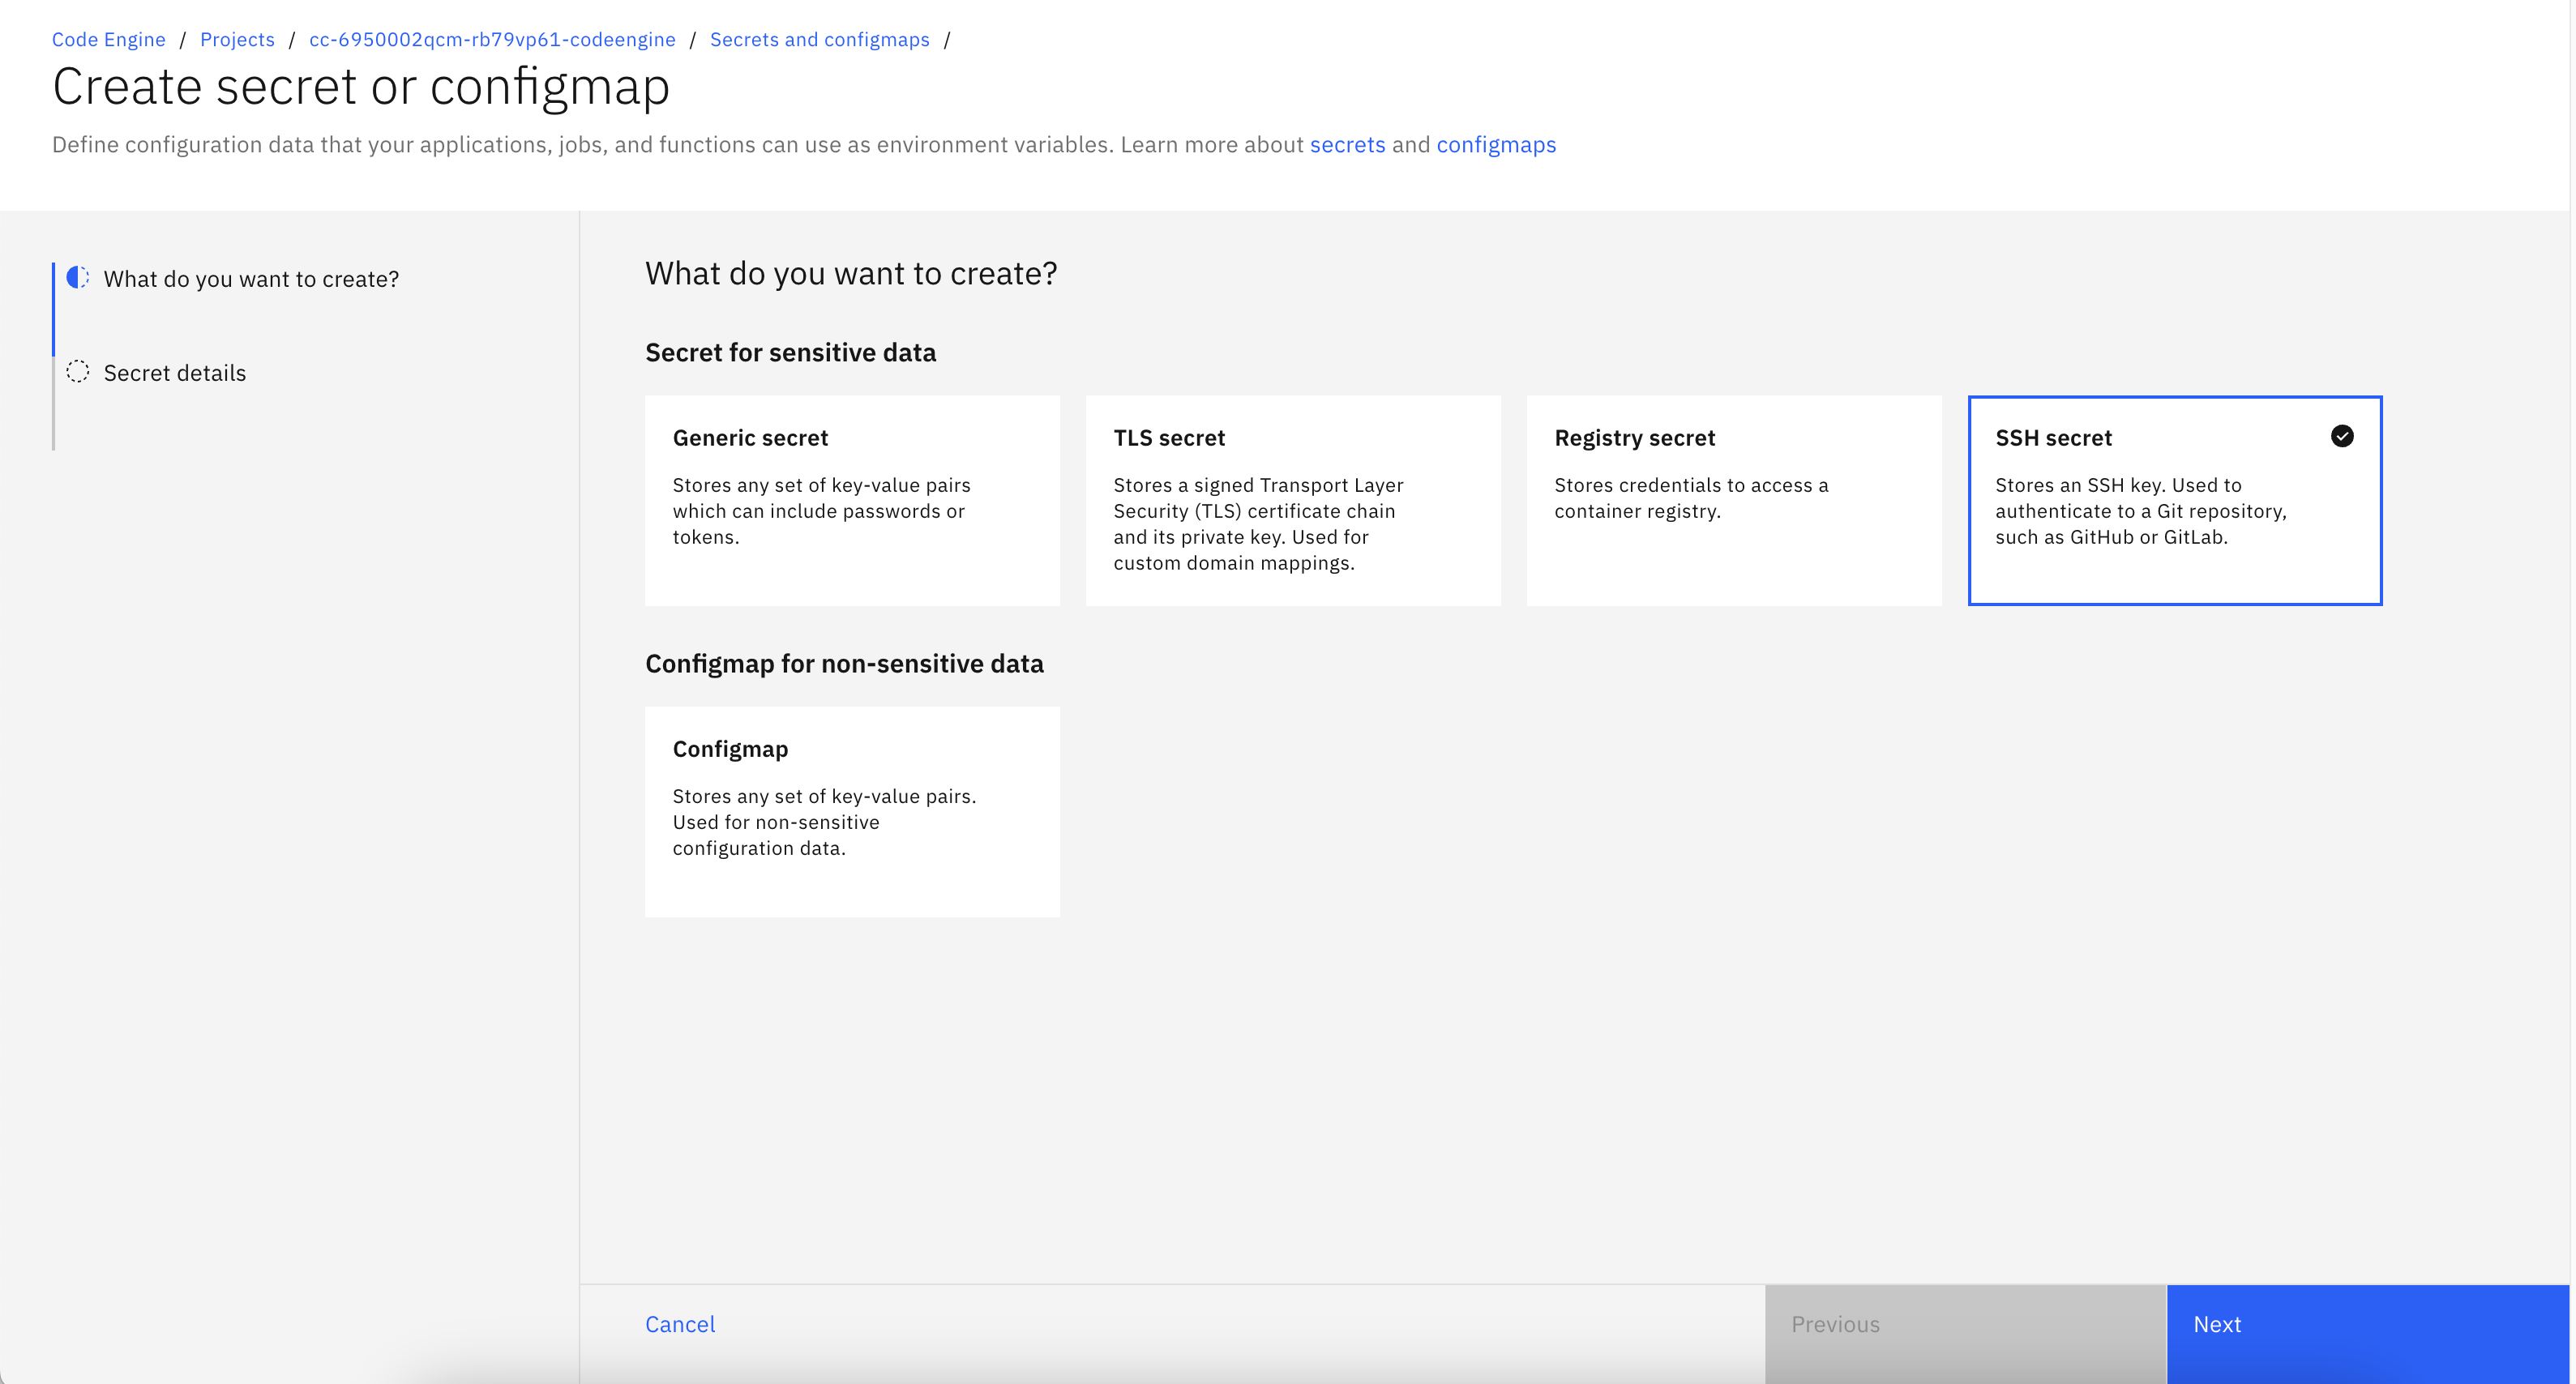 Code Engine / Projects / cc-6950002qcm-rb79vp61-codeengine / Secrets and configmaps /
Create secret or configmap
Define configuration data that your applications, jobs, and functions can use as environment variables. Learn more about secrets and configmaps
What do you want to create?
Secret details
What do you want to create?
Secret for sensitive data
Generic secret
Stores any set of key-value pairs
which can include passwords or
tokens.
TLS secret
Stores a signed Transport Layer
Security (TLS) certificate chain
and its private key. Used for
custom domain mappings.
Registry secret
Stores credentials to access a
container registry.
SSH secret
Stores an SSH key. Used to
authenticate to a Git repository,
such as GitHub or GitLab.
Configmap for non-sensitive data
Configmap
Stores any set of key-value pairs.
Used for non-sensitive
configuration data.
Cancel
Previous
Next